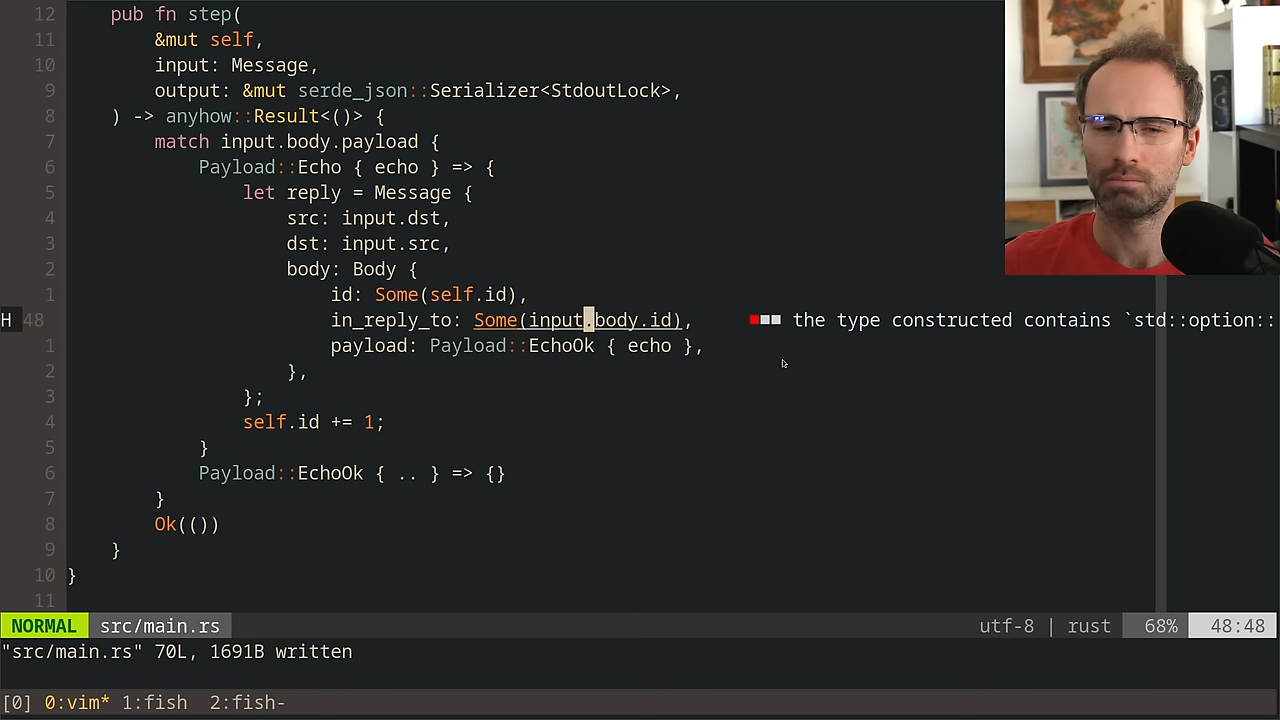 12     pub fn step(
11         &mut self,
10         input: Message,
9         output: &mut serde_json::Serializer<StdoutLock>,
8     ) -> anyhow::Result<()> {
7         match input.body.payload {
6             Payload::Echo { echo } => {
5                 let reply = Message {
4                     src: input.dst,
3                     dst: input.src,
2                     body: Body {
1                         id: Some(self.id),
H 48                         in_reply_to: Some(input.body.id),     ■■■ the type constructed contains `std::option::
1                         payload: Payload::EchoOk { echo },
2                     },
3                 };
4                 self.id += 1;
5             }
6             Payload::EchoOk { .. } => {}
7         }
8         Ok(())
9     }
10 }
11
NORMAL src/main.rs utf-8 | rust 68% 48:48
"src/main.rs" 70L, 1691B written
[0] 0:vim* 1:fish  2:fish-